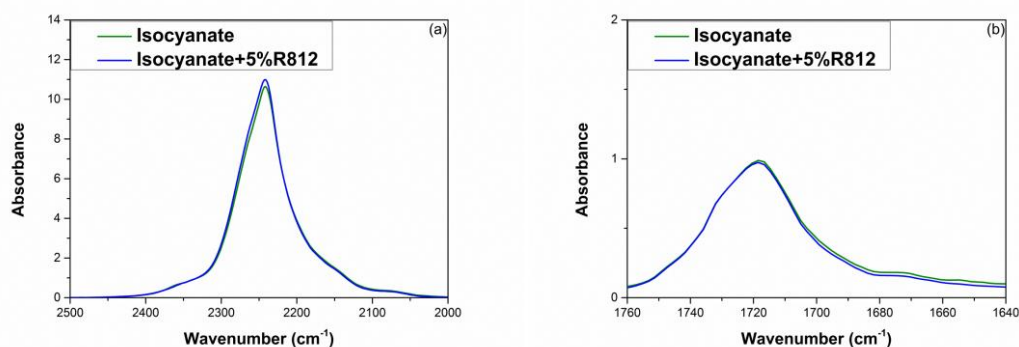 14
12
10
8
6
4
2
0
Absorbance
Isocyanate
Isocyanate+5%R812
(a)
2500 2400 2300 2200 2100 2000
Wavenumber (cm⁻¹)
2
1
0
Absorbance
Isocyanate
Isocyanate+5%R812
(b)
1760 1740 1720 1700 1680 1660 1640
Wavenumber (cm⁻¹)